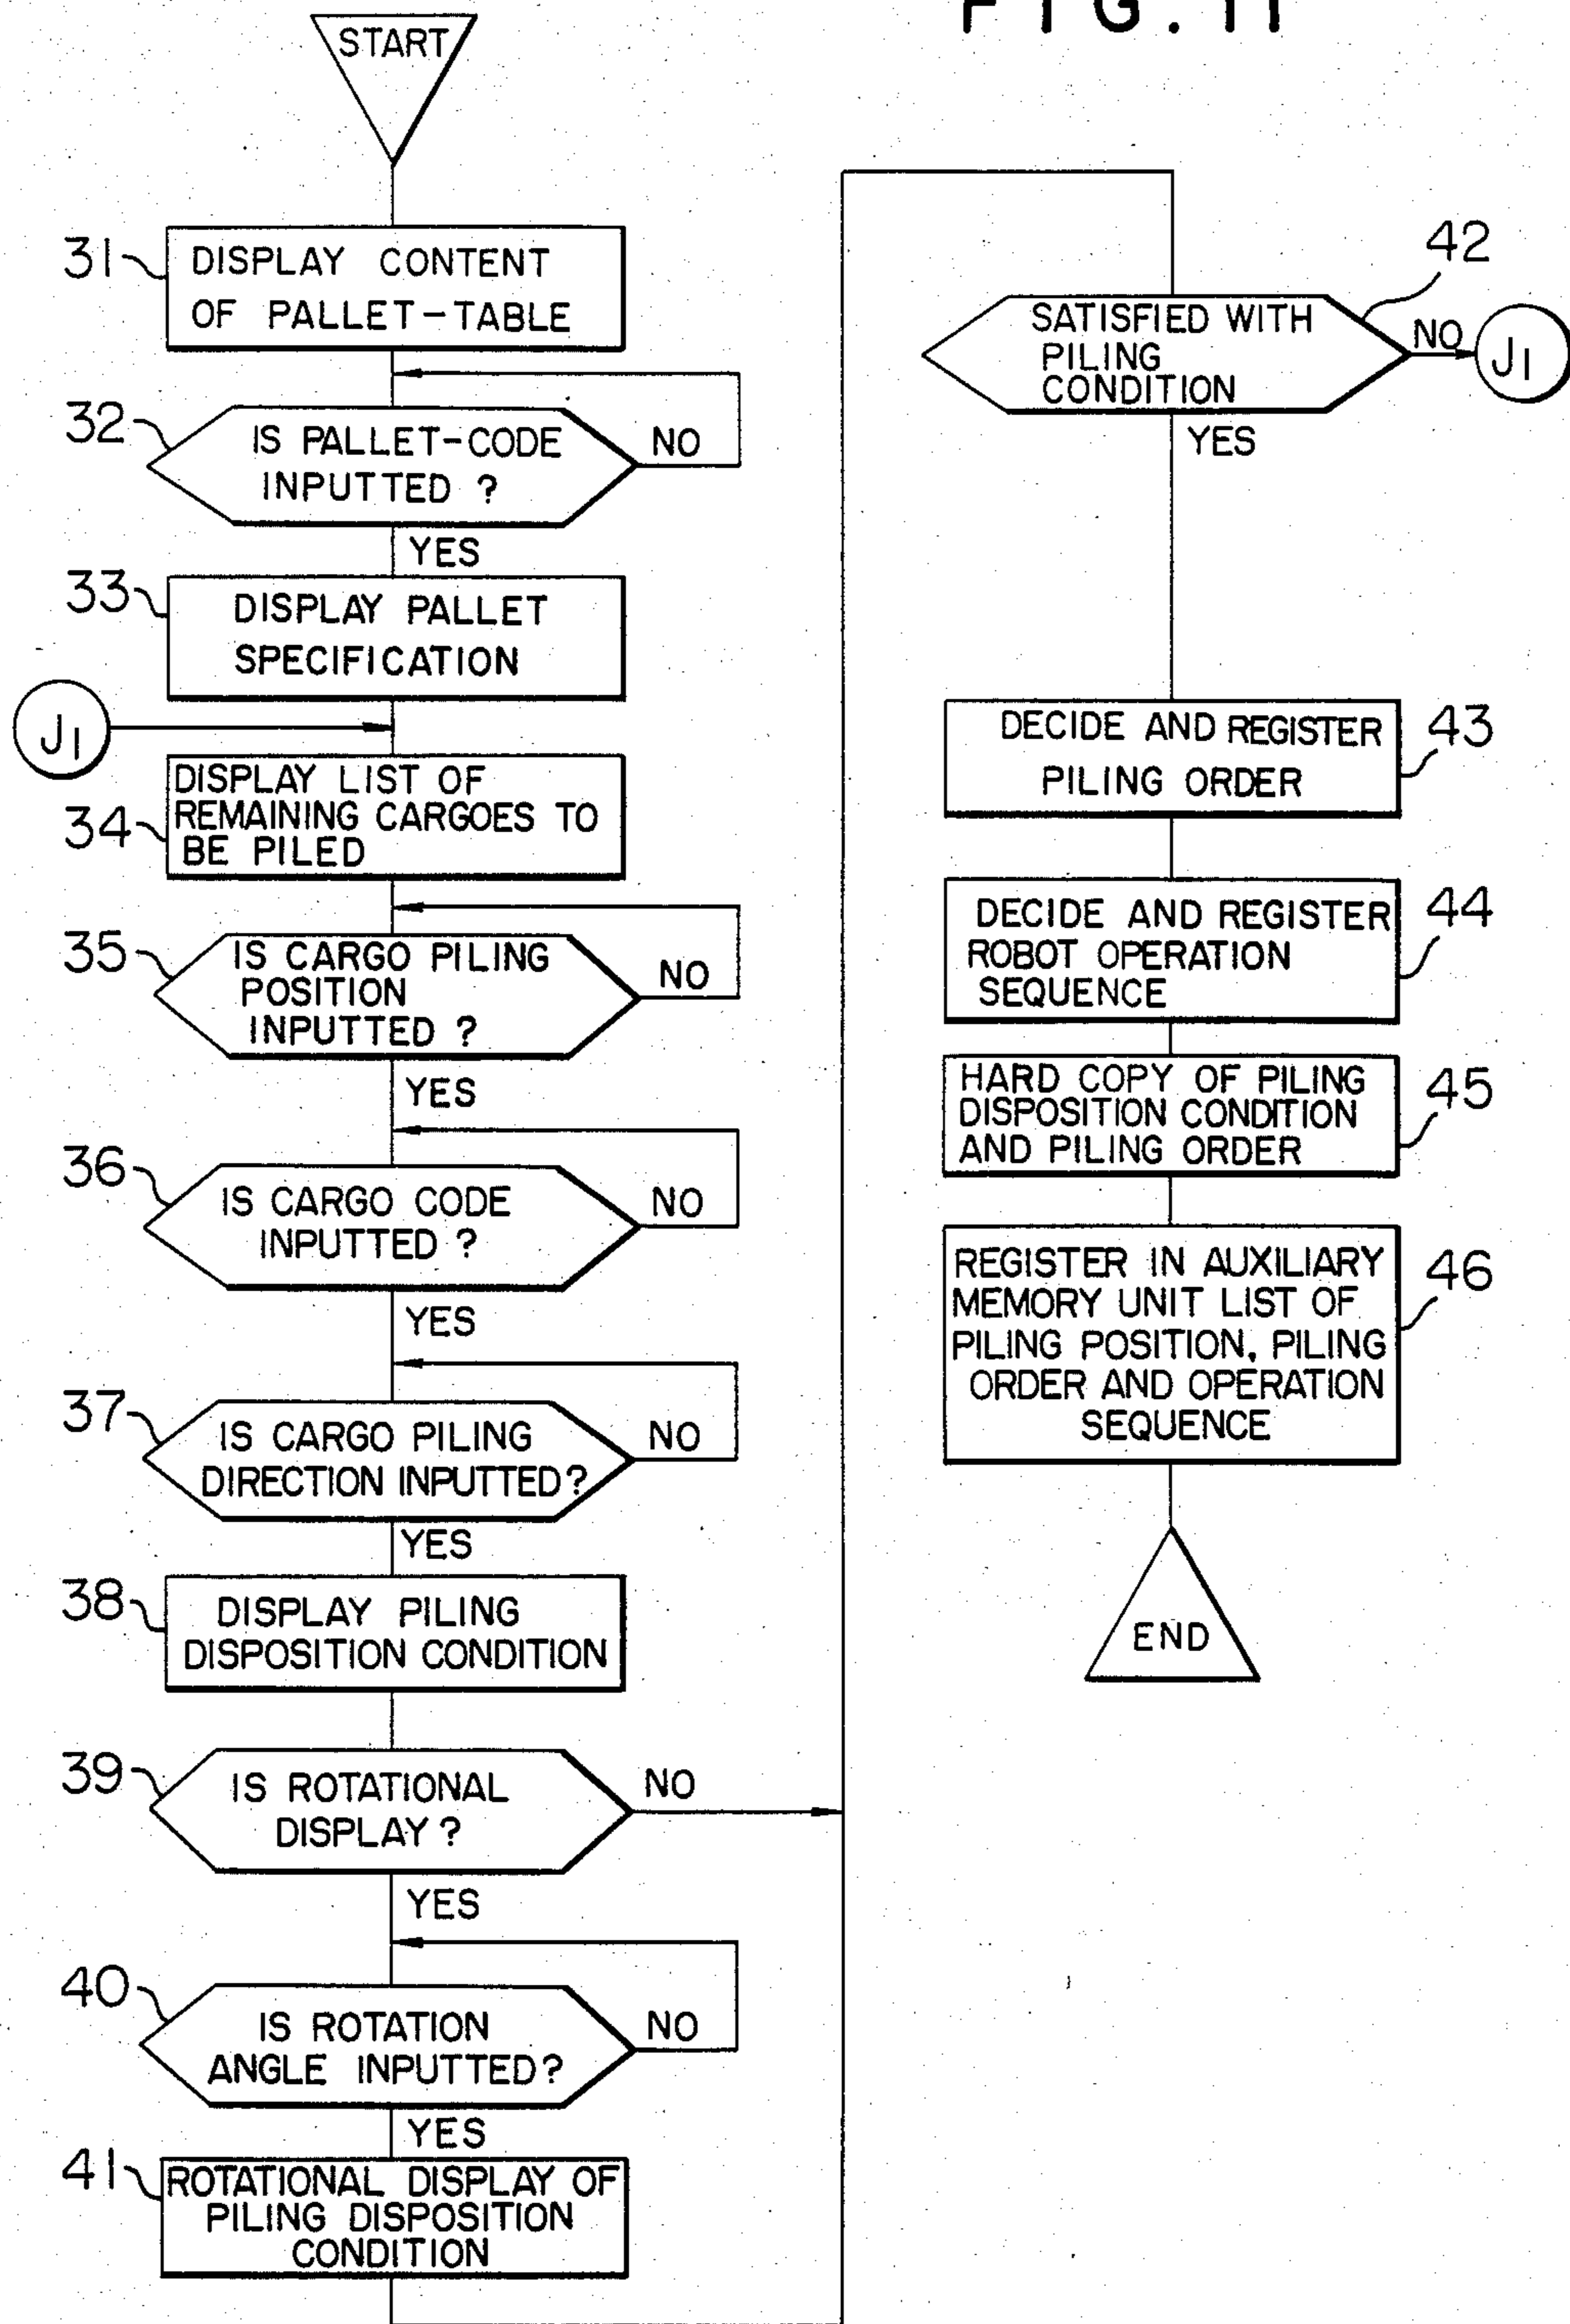 FIG. 11
START
31
DISPLAY CONTENT
OF PALLET-TABLE
32
IS PALLET-CODE
INPUTTED ?
NO
YES
33
DISPLAY PALLET
SPECIFICATION
J1
34
DISPLAY LIST OF
REMAINING CARGOES TO
BE PILED
35
IS CARGO PILING
POSITION
INPUTTED ?
NO
YES
36
IS CARGO CODE
INPUTTED ?
NO
YES
37
IS CARGO PILING
DIRECTION INPUTTED?
NO
YES
38
DISPLAY PILING
DISPOSITION CONDITION
39
IS ROTATIONAL
DISPLAY?
NO
YES
40
IS ROTATION
ANGLE INPUTTED?
NO
YES
41
ROTATIONAL DISPLAY OF
PILING DISPOSITION
CONDITION
42
SATISFIED WITH
PILING
CONDITION
NO
J1
YES
43
DECIDE AND REGISTER
PILING ORDER
44
DECIDE AND REGISTER
ROBOT OPERATION
SEQUENCE
45
HARD COPY OF PILING
DISPOSITION CONDITION
AND PILING ORDER
46
REGISTER IN AUXILIARY
MEMORY UNIT LIST OF
PILING POSITION, PILING
ORDER AND OPERATION
SEQUENCE
END